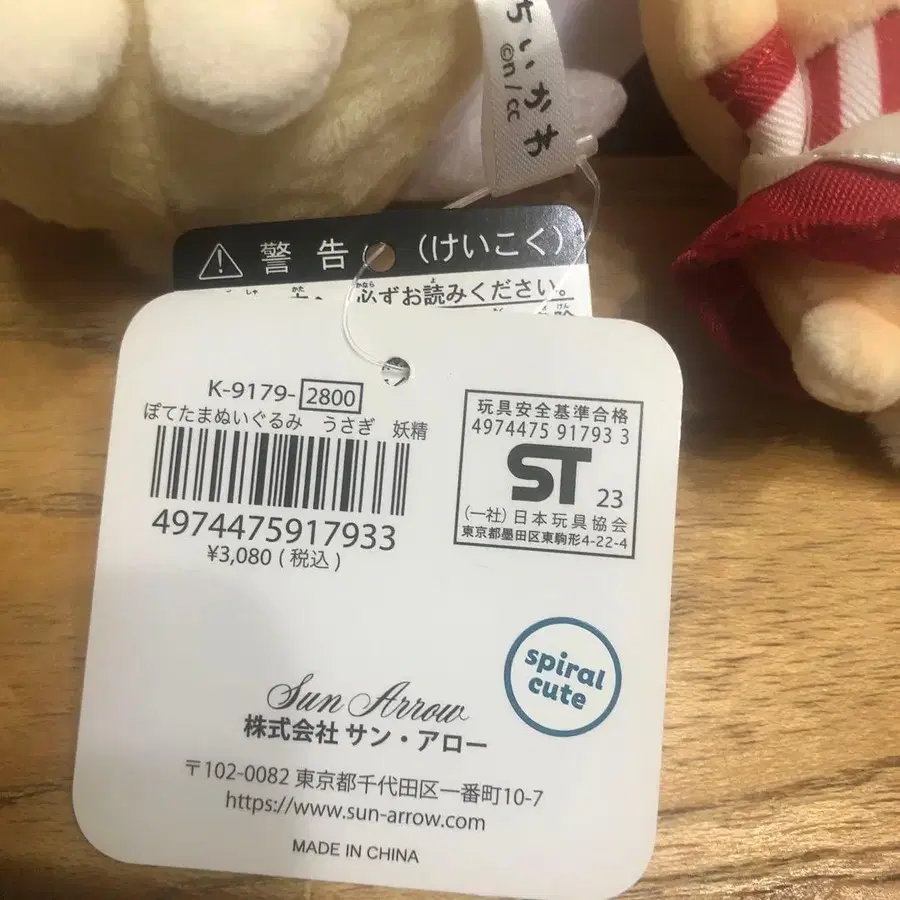 ちいかわ
©n/cc
警告 (けいこく)
必ずお読みください。
K-9179-2800
ぽてたまぬいぐるみ うさぎ 妖精
4974475917933
¥3,080 (税込)
玩具安全基準合格
4974475 91793 3
ST 23
(一社) 日本玩具協会
東京都墨田区東駒形4-22-4
spiral
cute
Sun Arrow
株式会社 サン・アロー
〒102-0082 東京都千代田区一番町10-7
https://www.sun-arrow.com
MADE IN CHINA